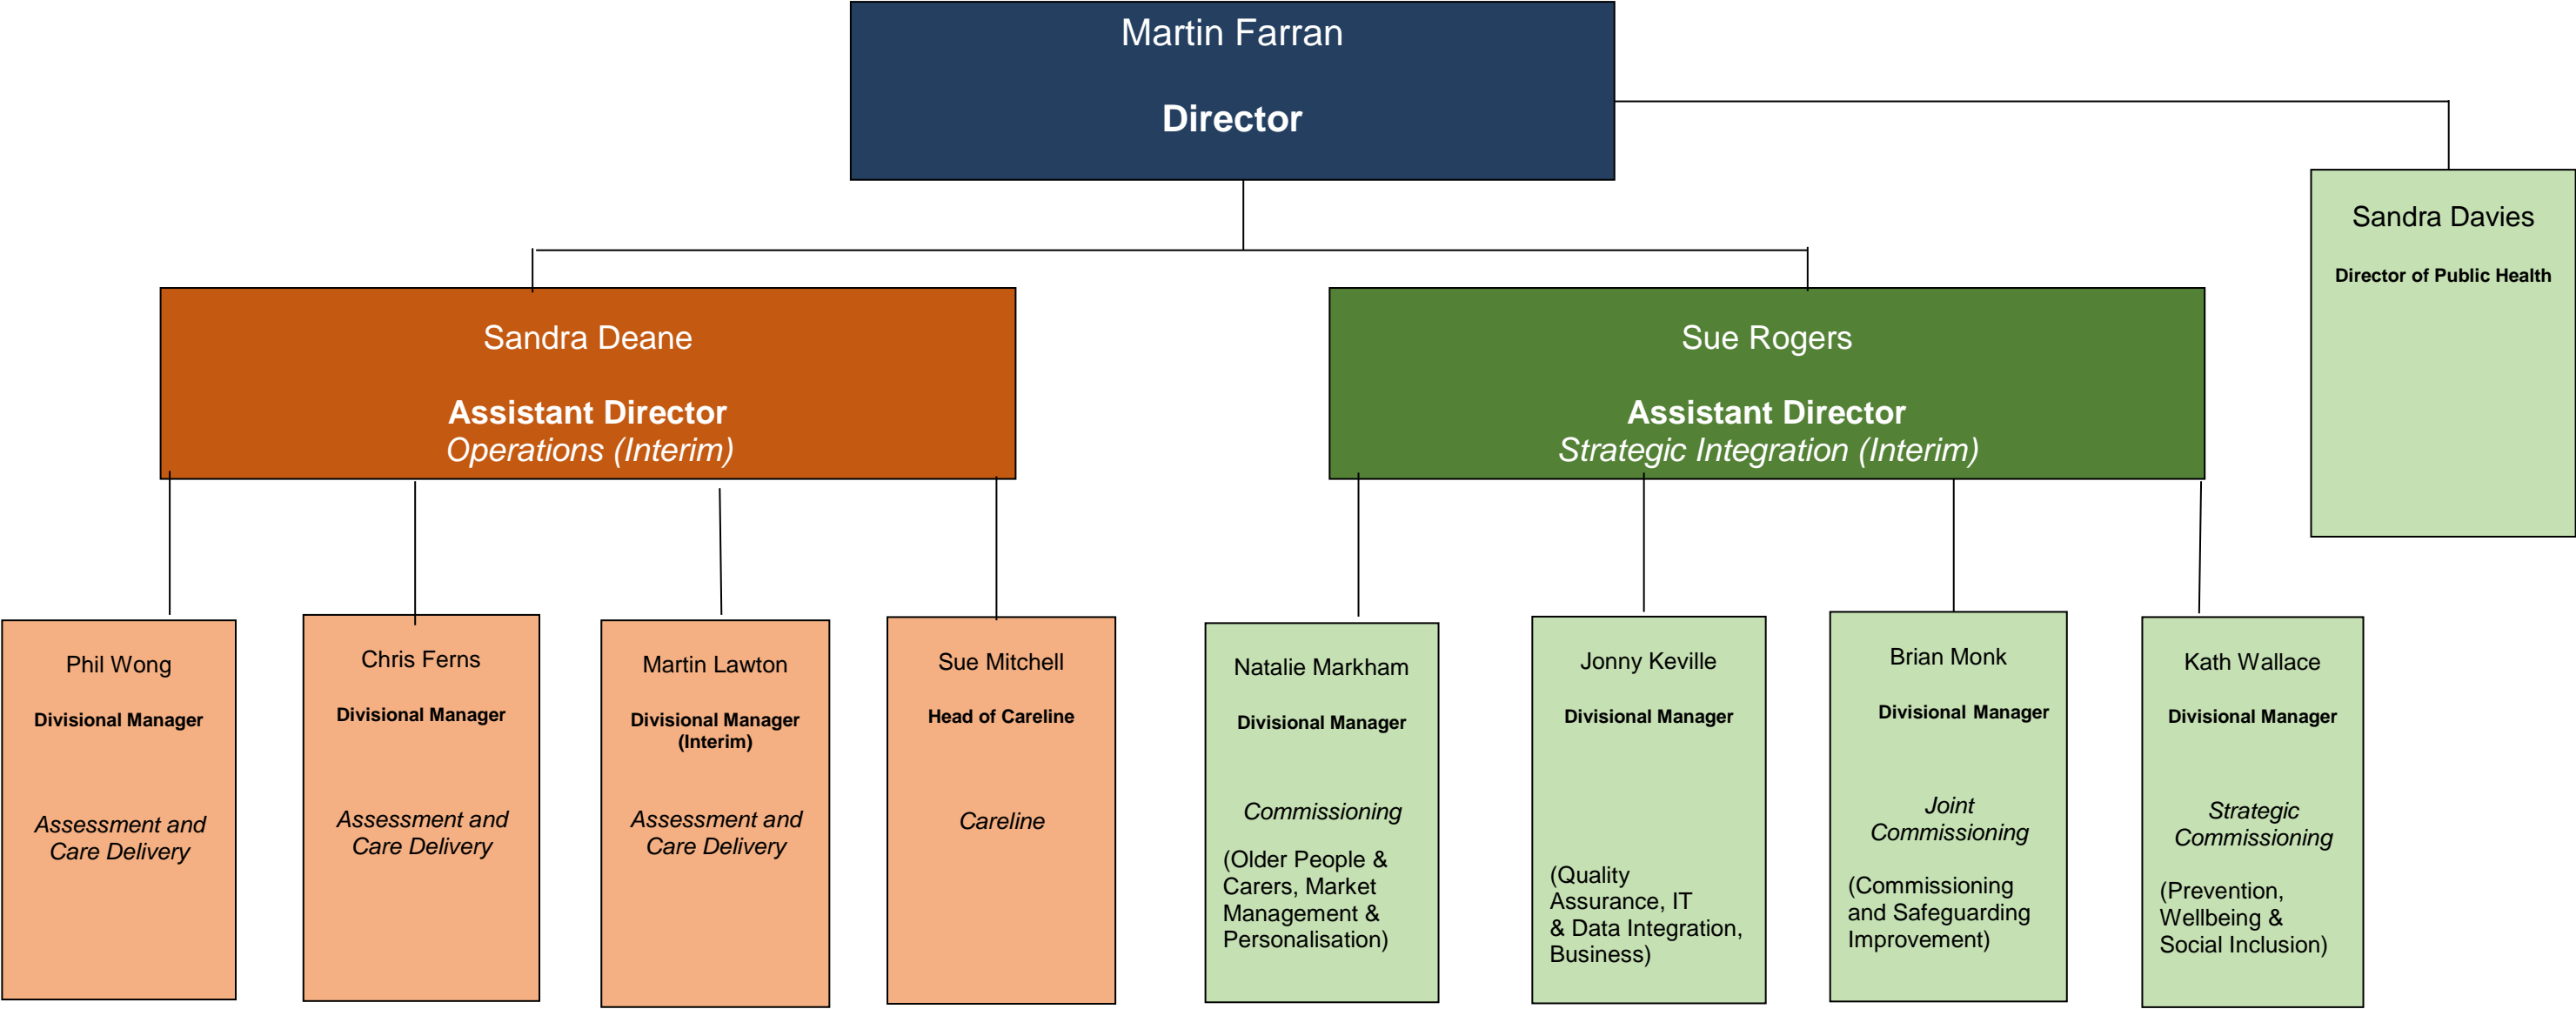 Martin Farran
Director
Sandra Davies
Director of Public Health
Sandra Deane
Assistant Director
Operations (Interim)
Sue Rogers
Assistant Director
Strategic Integration (Interim)
Phil Wong
Divisional Manager
Assessment and
Care Delivery
Chris Ferns
Divisional Manager
Assessment and
Care Delivery
Martin Lawton
Divisional Manager
(Interim)
Assessment and
Care Delivery
Sue Mitchell
Head of Careline
Careline
Natalie Markham
Divisional Manager
Commissioning
(Older People &
Carers, Market
Management &
Personalisation)
Jonny Keville
Divisional Manager
(Quality
Assurance, IT
& Data Integration,
Business)
Brian Monk
Divisional Manager
Joint
Commissioning
(Commissioning
and Safeguarding
Improvement)
Kath Wallace
Divisional Manager
Strategic
Commissioning
(Prevention,
Wellbeing &
Social Inclusion)